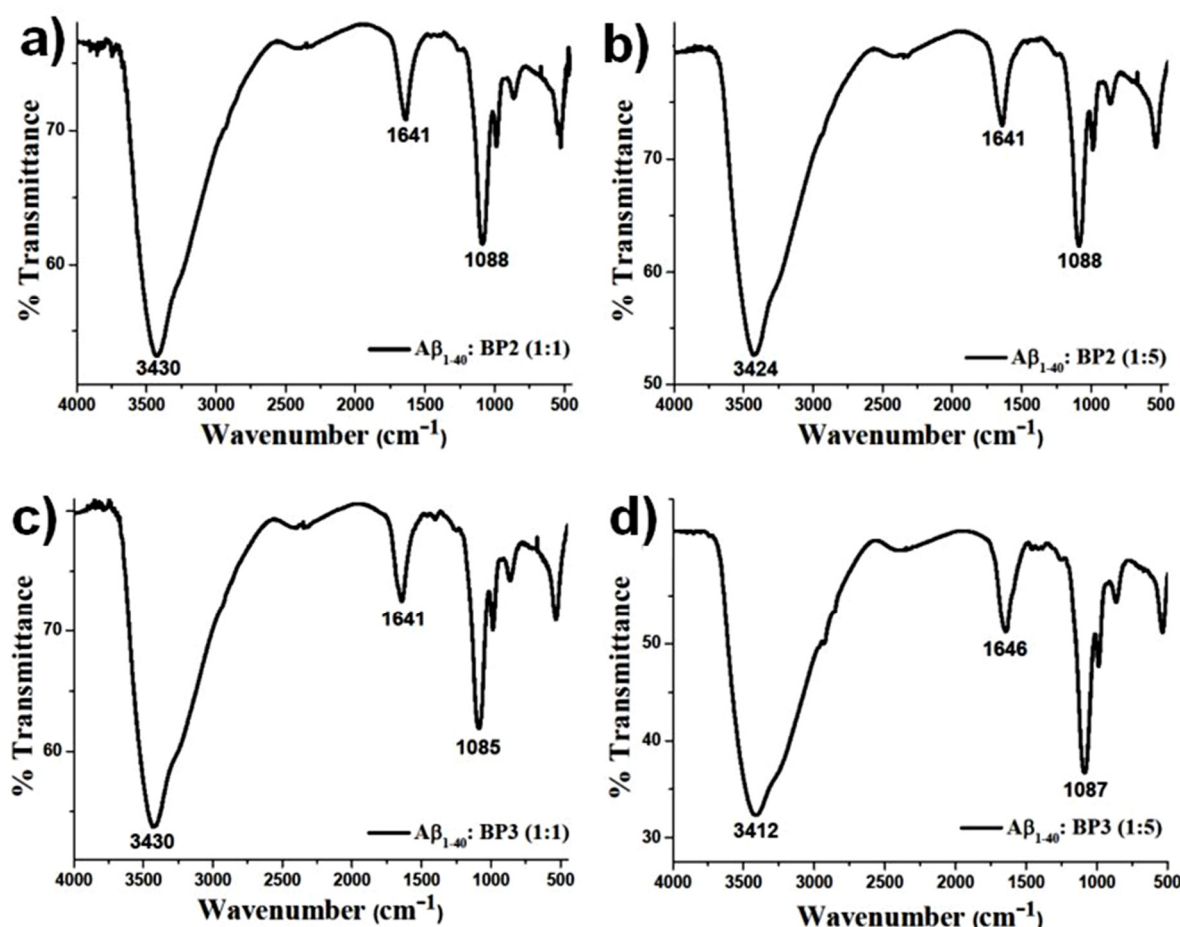 a)
% Transmittance
70
60
1641
1088
3430
Aβ1-40: BP2 (1:1)
4000 3500 3000 2500 2000 1500 1000 500
Wavenumber (cm−1)
b)
% Transmittance
70
60
50
1641
1088
3424
Aβ1-40: BP2 (1:5)
4000 3500 3000 2500 2000 1500 1000 500
Wavenumber (cm−1)
c)
% Transmittance
70
60
1641
1085
3430
Aβ1-40: BP3 (1:1)
4000 3500 3000 2500 2000 1500 1000 500
Wavenumber (cm−1)
d)
% Transmittance
50
40
30
1646
1087
3412
Aβ1-40: BP3 (1:5)
4000 3500 3000 2500 2000 1500 1000 500
Wavenumber (cm−1)